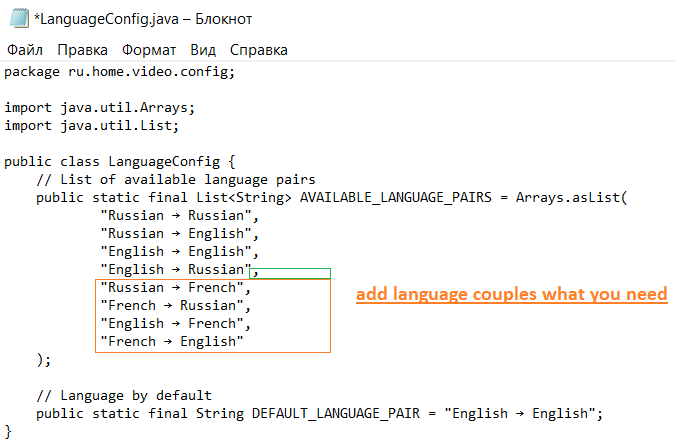 *LanguageConfig.java – Блокнот
Файл Правка Формат Вид Справка
package ru.home.video.config;
import java.util.Arrays;
import java.util.List;
public class LanguageConfig {
// List of available language pairs
public static final List<String> AVAILABLE_LANGUAGE_PAIRS = Arrays.asList(
"Russian → Russian",
"Russian → English",
"English → English",
"English → Russian",
"Russian → French",
"French → Russian",
"English → French",
"French → English"
add language couples what you need
);
// Language by default
public static final String DEFAULT_LANGUAGE_PAIR = "English → English";
}